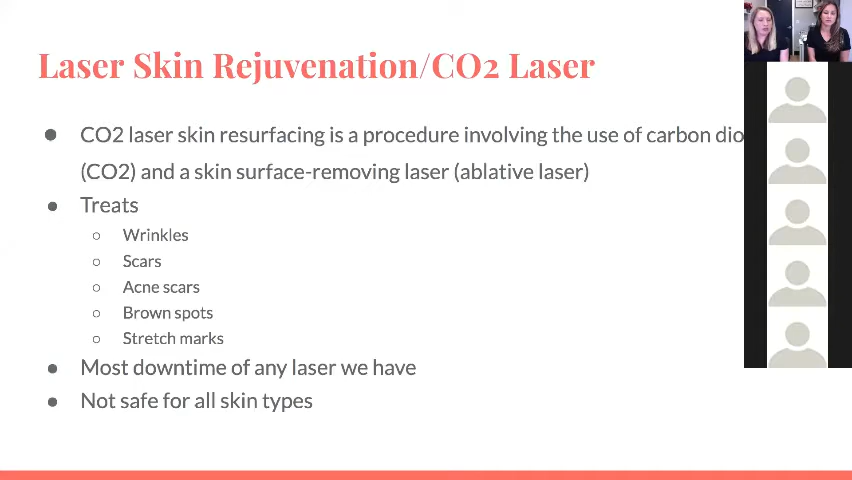 Laser Skin Rejuvenation/CO2 Laser
CO2 laser skin resurfacing is a procedure involving the use of carbon dio
(CO2) and a skin surface-removing laser (ablative laser)
Treats
Wrinkles
Scars
Acne scars
Brown spots
Stretch marks
Most downtime of any laser we have
Not safe for all skin types